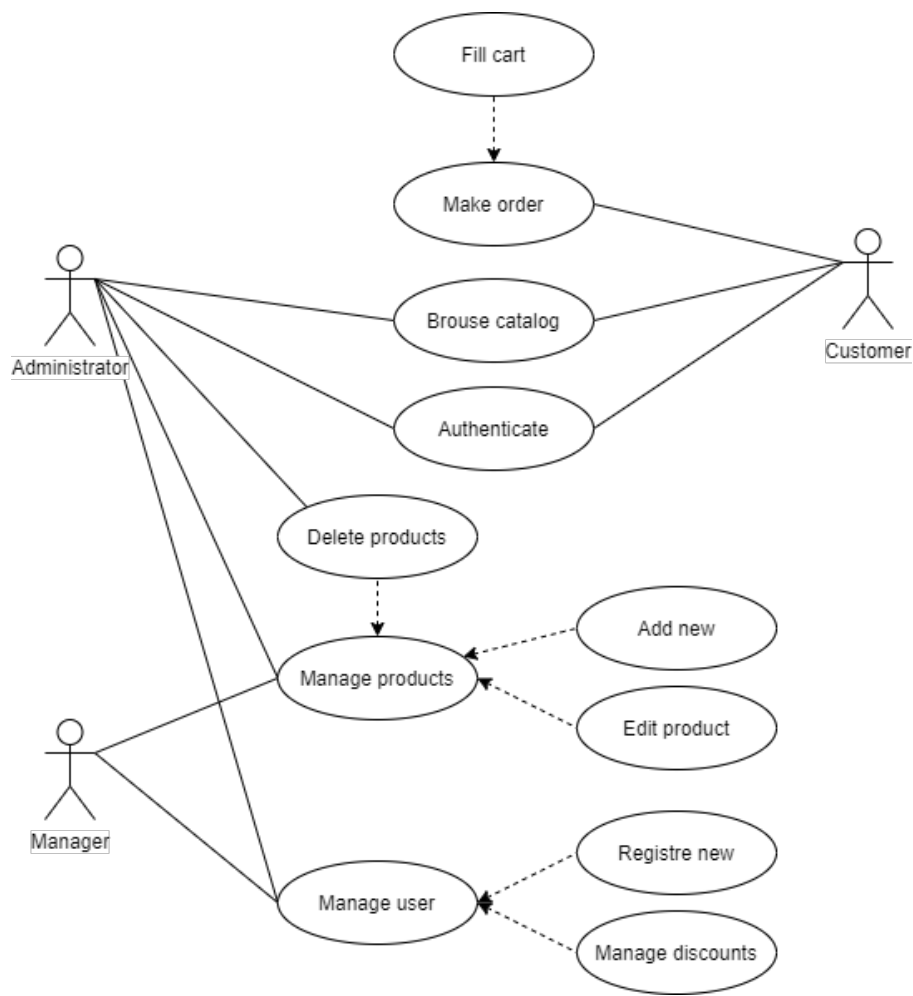 Fill cart
Make order
Brouse catalog
Administrator
Customer
Authenticate
Delete products
Add new
Manage products
Edit product
Manager
Registre new
Manage user
Manage discounts